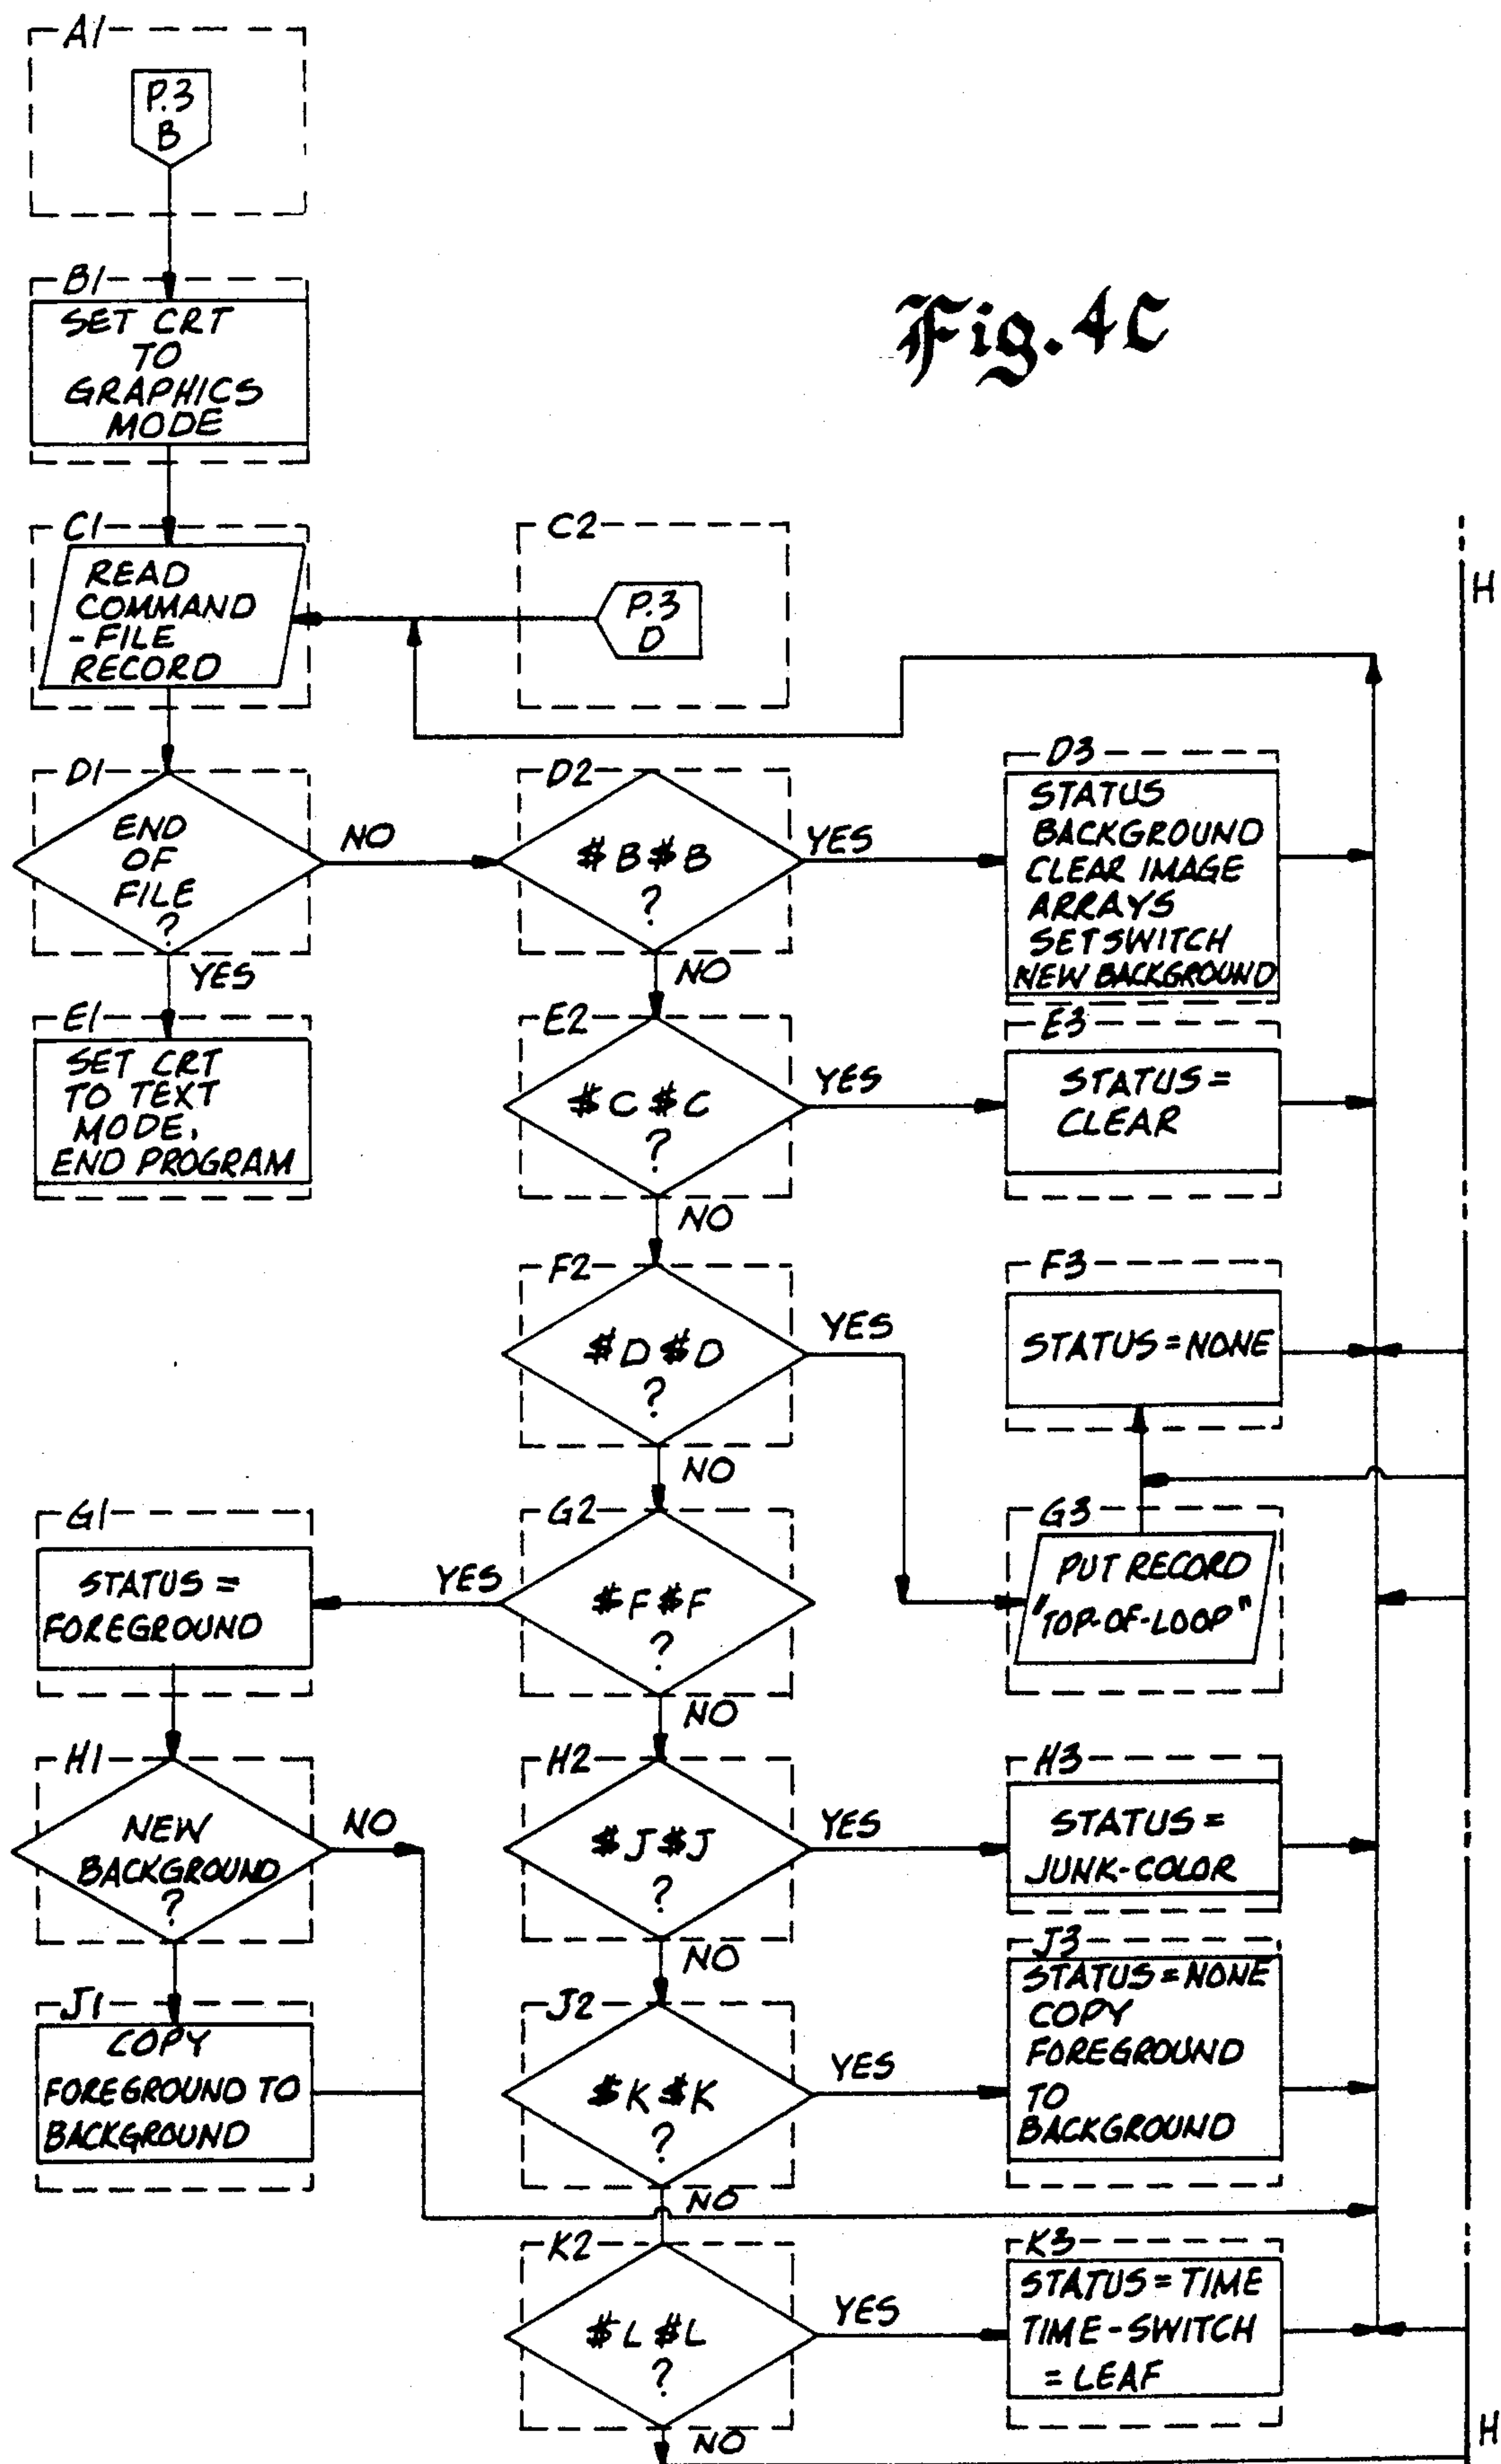 A1
P.3
B
B1
SET CRT
TO
GRAPHICS
MODE
Fig. 4C
C1
READ
COMMAND
-FILE
RECORD
C2
P.3
D
H
D1
END
OF
FILE
?
NO
YES
D2
#B#B
?
YES
NO
D3
STATUS
BACKGROUND
CLEAR IMAGE
ARRAYS
SET SWITCH
NEW BACKGROUND
E1
SET CRT
TO TEXT
MODE.
END PROGRAM
E2
#C#C
?
YES
NO
E3
STATUS =
CLEAR
F2
#D#D
?
YES
NO
F3
STATUS = NONE
G1
STATUS =
FOREGROUND
G2
YES
#F#F
?
NO
G3
PUT RECORD
"TOP-OF-LOOP"
H1
NEW
BACKGROUND
?
NO
H2
#J#J
?
YES
NO
H3
STATUS =
JUNK-COLOR
J1
COPY
FOREGROUND TO
BACKGROUND
J2
#K#K
?
YES
NO
J3
STATUS = NONE
COPY
FOREGROUND
TO
BACKGROUND
K2
#L#L
?
YES
NO
K3
STATUS = TIME
TIME-SWITCH
= LEAF
H